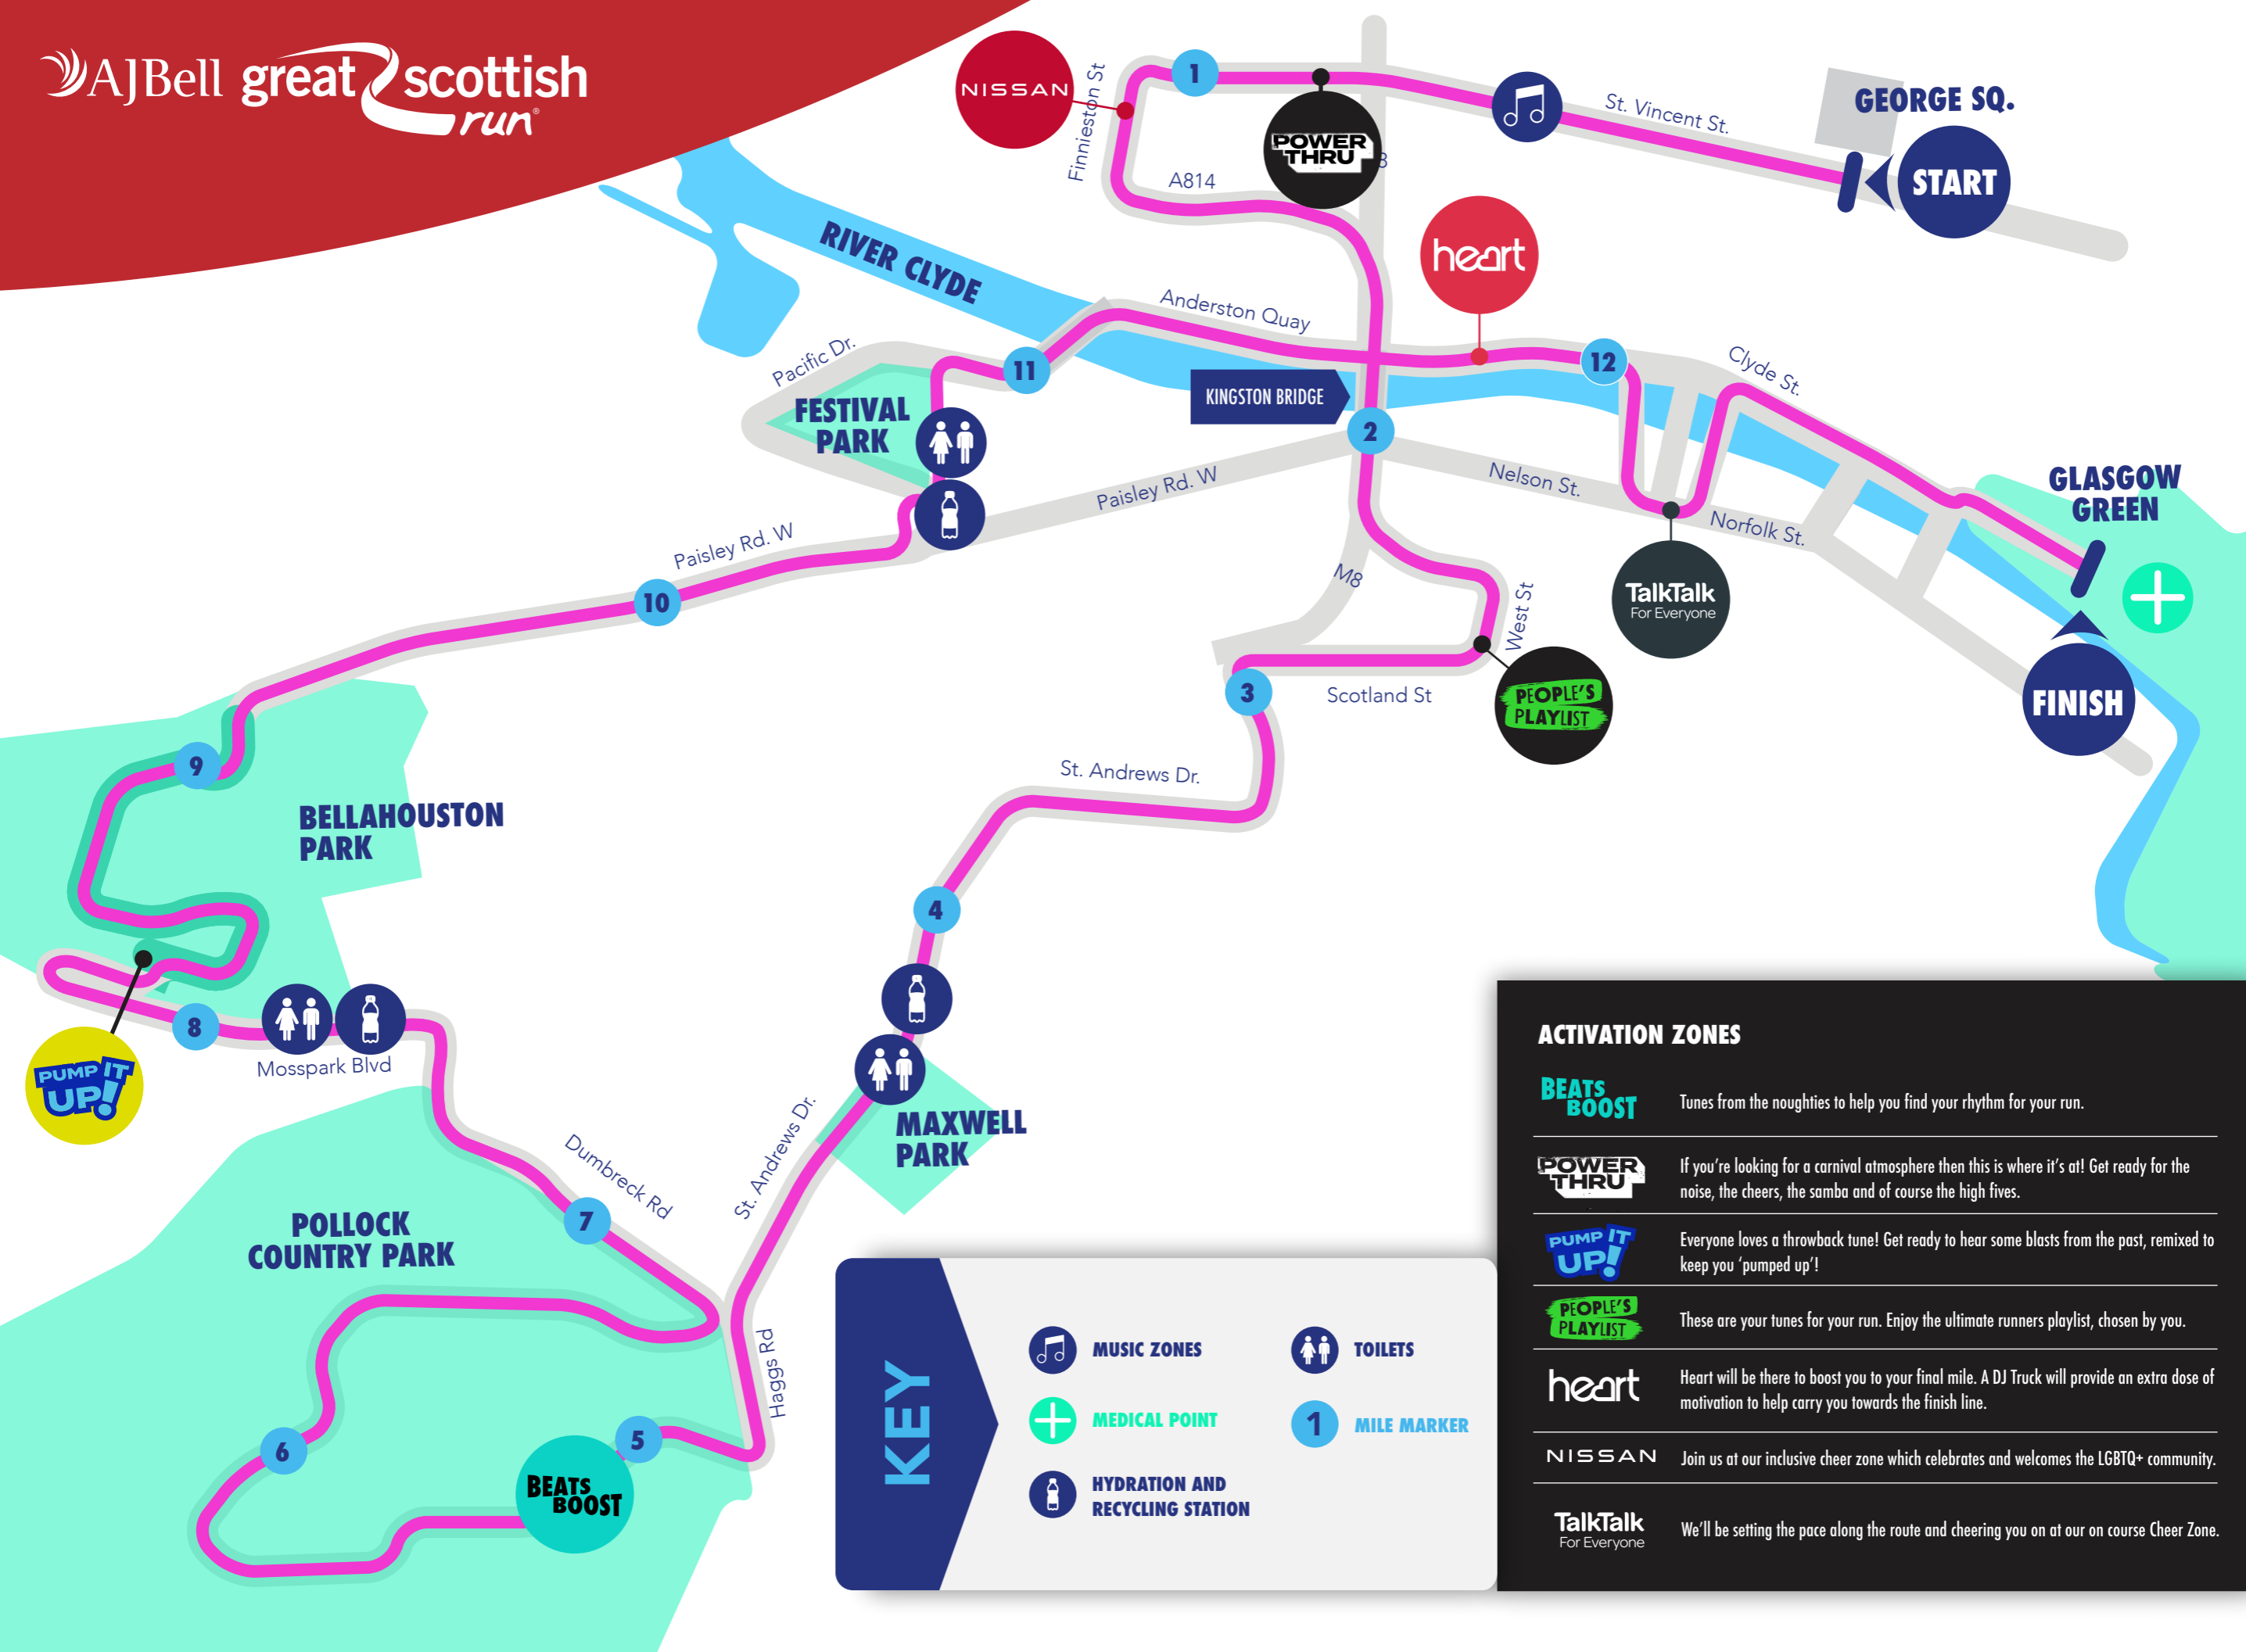 AJBell great scottish run®
NISSAN
Finnieston St
1
POWER
THRU
St. Vincent St.
GEORGE SQ.
START
A814
8
heart
RIVER CLYDE
Anderston Quay
Pacific Dr.
11
12
Clyde St.
KINGSTON BRIDGE
2
FESTIVAL
PARK
Paisley Rd. W
Nelson St.
Norfolk St.
GLASGOW
GREEN
Paisley Rd. W
10
M8
West St
TalkTalk
For Everyone
3
Scotland St
PEOPLE'S
PLAYLIST
FINISH
9
St. Andrews Dr.
BELLAHOUSTON
PARK
4
8
Mosspark Blvd
PUMP IT
UP!
MAXWELL
PARK
St. Andrews Dr.
Dumbreck Rd
7
POLLOCK
COUNTRY PARK
Haggs Rd
6
5
BEATS
BOOST
KEY
MUSIC ZONES
MEDICAL POINT
HYDRATION AND
RECYCLING STATION
TOILETS
1 MILE MARKER
ACTIVATION ZONES
BEATS
BOOST
Tunes from the noughties to help you find your rhythm for your run.
POWER
THRU
If you're looking for a carnival atmosphere then this is where it's at! Get ready for the
noise, the cheers, the samba and of course the high fives.
PUMP IT
UP!
Everyone loves a throwback tune! Get ready to hear some blasts from the past, remixed to
keep you 'pumped up'!
PEOPLE'S
PLAYLIST
These are your tunes for your run. Enjoy the ultimate runners playlist, chosen by you.
heart
Heart will be there to boost you to your final mile. A DJ Truck will provide an extra dose of
motivation to help carry you towards the finish line.
NISSAN
Join us at our inclusive cheer zone which celebrates and welcomes the LGBTQ+ community.
TalkTalk
For Everyone
We'll be setting the pace along the route and cheering you on at our on course Cheer Zone.